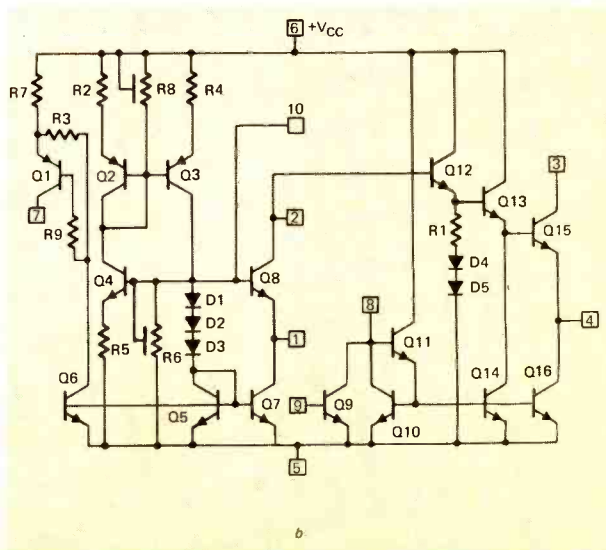 6 +VCC
R7 R2 R8 R4
R3 10
Q1 Q2 Q3 Q12 3
7 2 Q13
R9 R1 Q15
Q4 Q8 D4
D1 8 D5
D2 4
R5 R6 D3 1 Q11
Q6 Q7 Q14 Q16
9 Q9
Q5 Q10
5
b